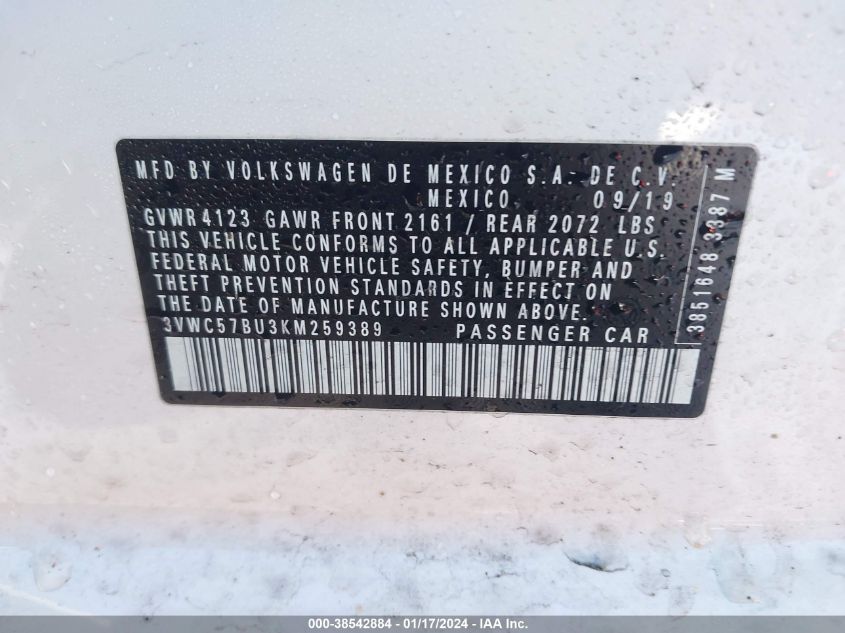 MFD BY VOLKSWAGEN DE MEXICO S.A. DE C.V.
MEXICO 09/19
GVWR 4123 GAWR FRONT 2161 / REAR 2072 LBS
THIS VEHICLE CONFORMS TO ALL APPLICABLE U.S.
FEDERAL MOTOR VEHICLE SAFETY, BUMPER AND
THEFT PREVENTION STANDARDS IN EFFECT ON
THE DATE OF MANUFACTURE SHOWN ABOVE.
3VWC57BU3KM259389 PASSENGER CAR
3851648 3387 M
000-38542884 - 01/17/2024 - IAA Inc.